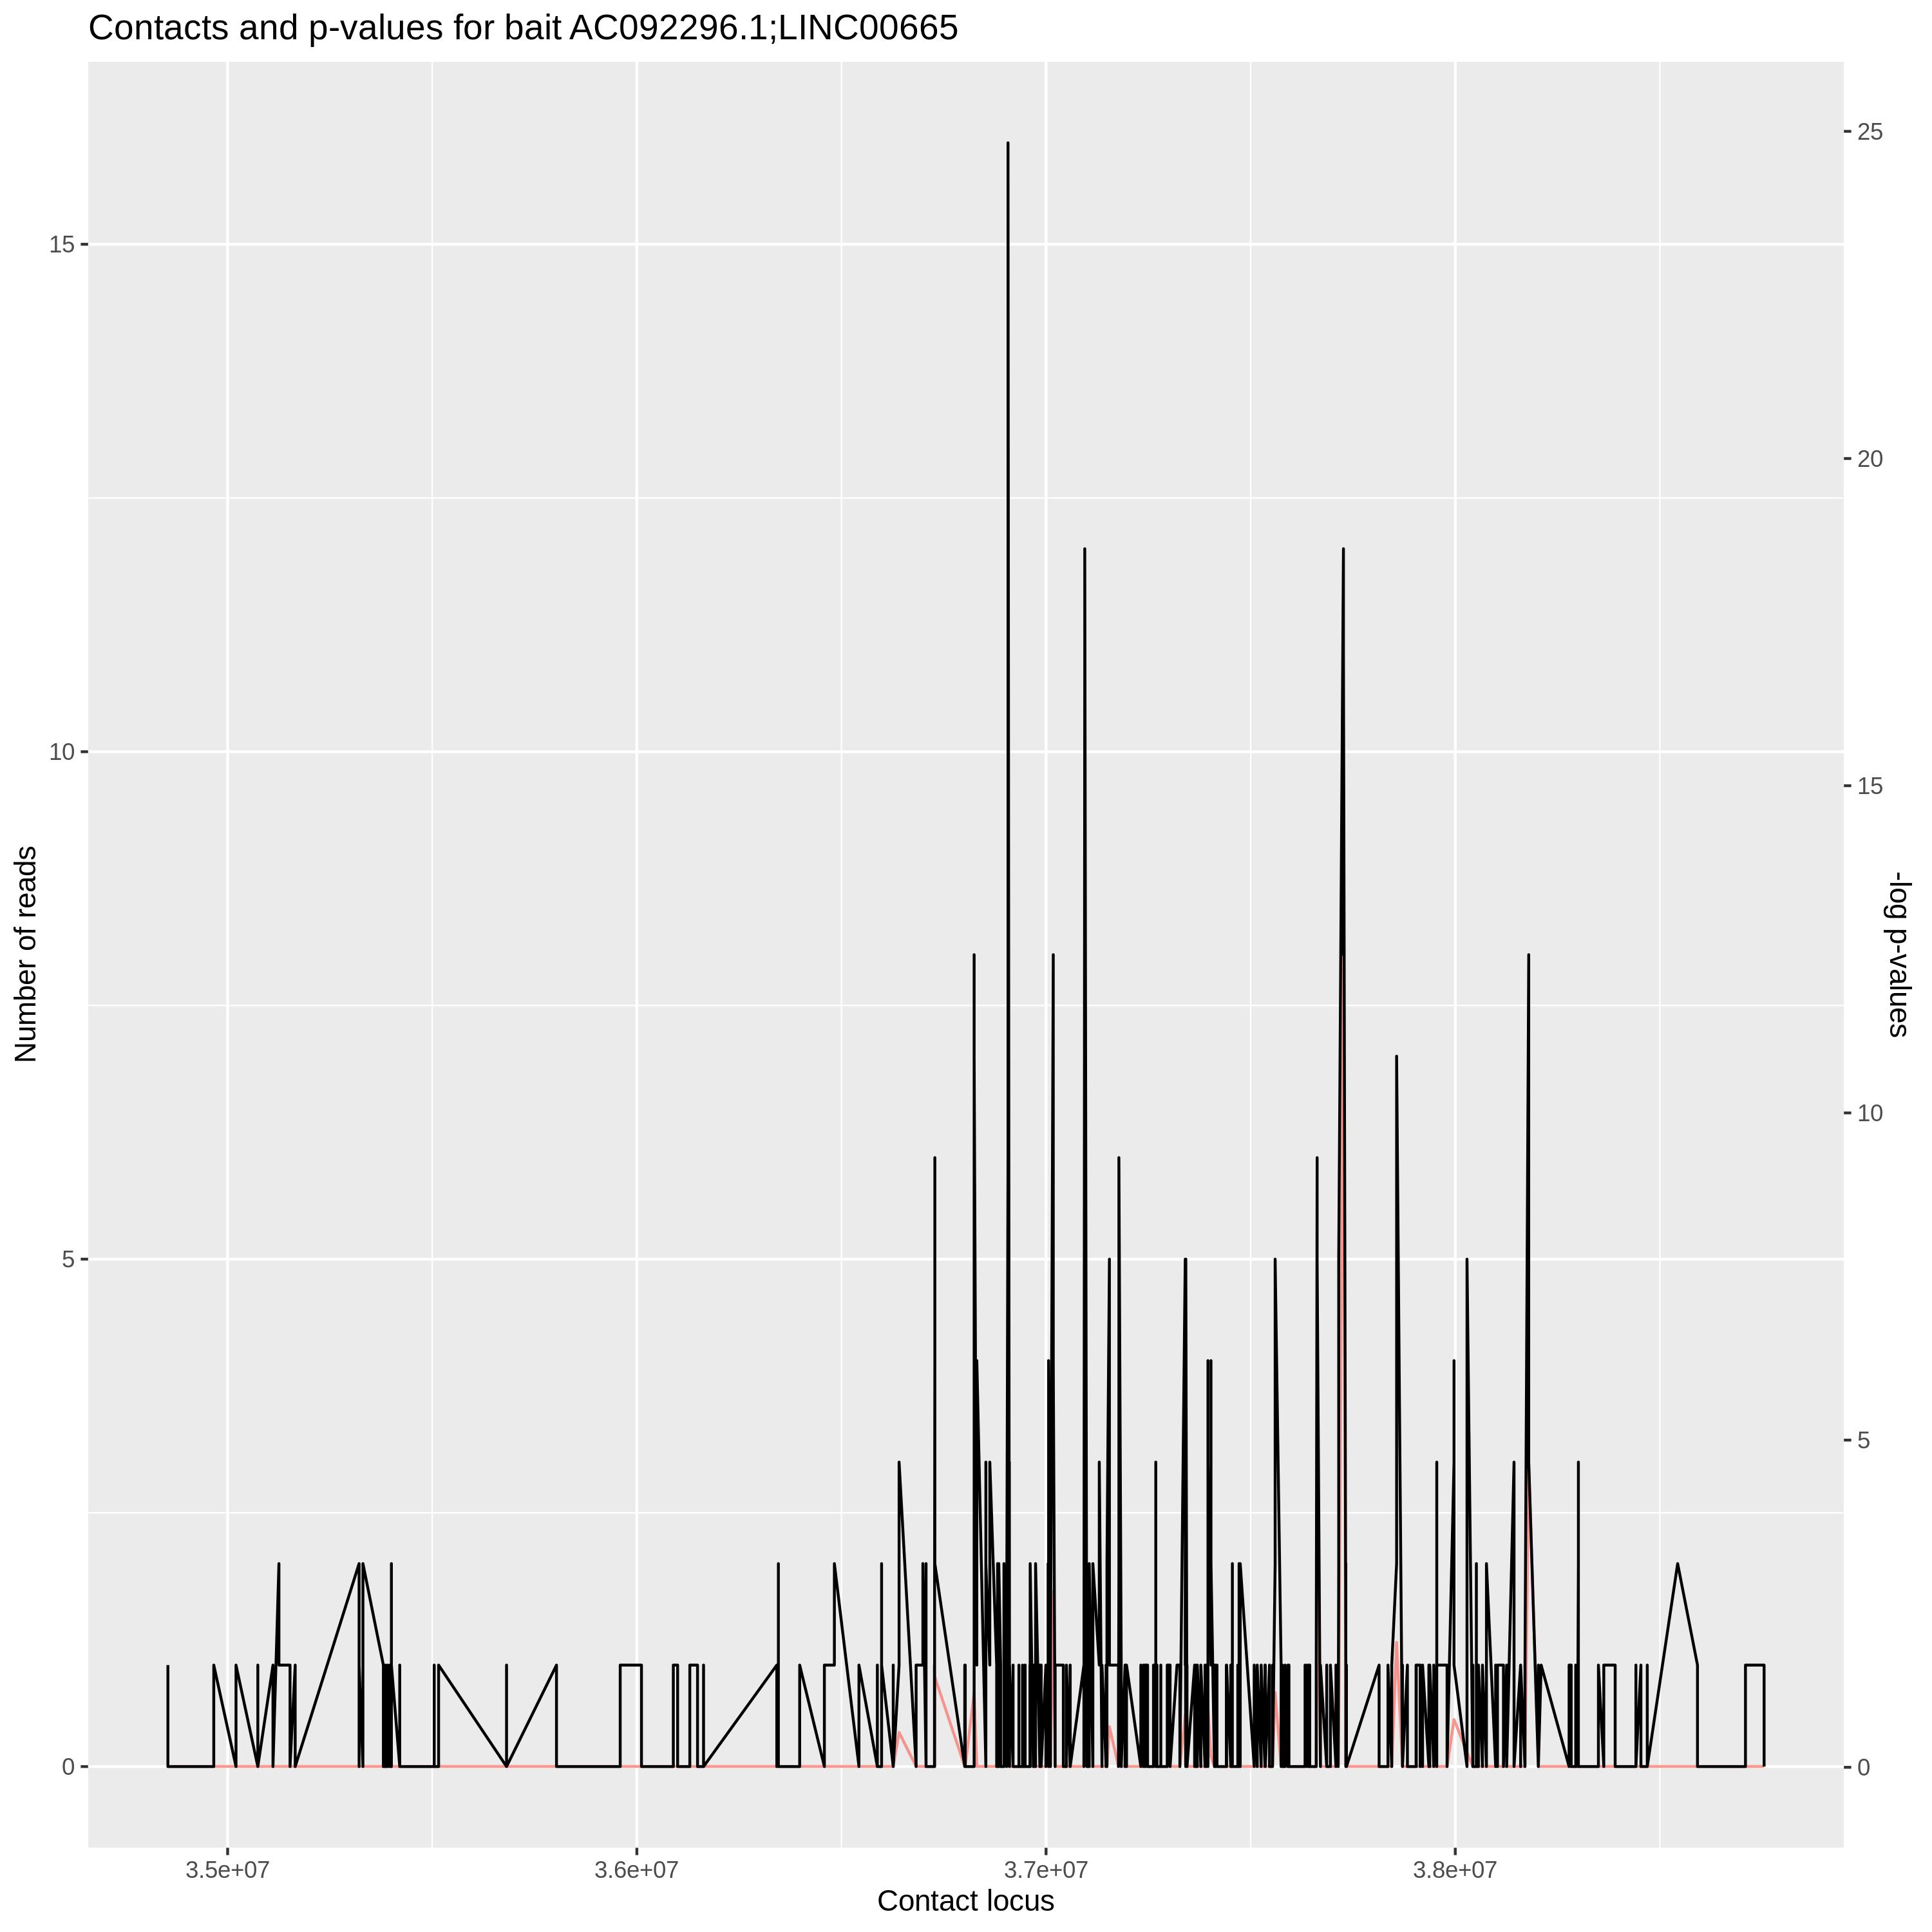 Contacts and p-values for bait AC092296.1;LINC00665
15
10
5
0
Number of reads
25
20
15
10
5
0
-log p-values
3.5e+07
3.6e+07
3.7e+07
3.8e+07
Contact locus